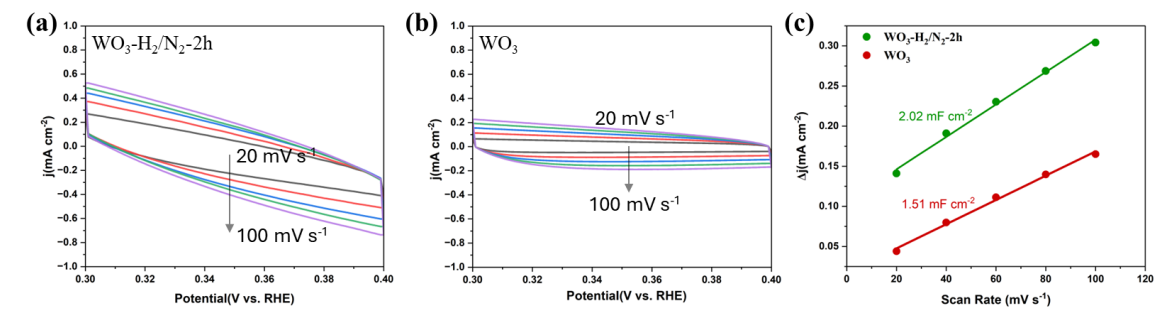 (a)
WO₃-H₂/N₂-2h
20 mV s⁻¹
100 mV s⁻¹
j(mA cm⁻²)
1.0
0.8
0.6
0.4
0.2
0.0
−0.2
−0.4
−0.6
−0.8
−1.0
0.30
0.32
0.34
0.36
0.38
0.40
Potential(V vs. RHE)
(b)
WO₃
20 mV s⁻¹
100 mV s⁻¹
j(mA cm⁻²)
1.0
0.8
0.6
0.4
0.2
0.0
−0.2
−0.4
−0.6
−0.8
−1.0
0.30
0.32
0.34
0.36
0.38
0.40
Potential(V vs. RHE)
(c)
WO₃-H₂/N₂-2h
WO₃
2.02 mF cm⁻²
1.51 mF cm⁻²
Δj(mA cm⁻²)
0.30
0.25
0.20
0.15
0.10
0.05
0
20
40
60
80
100
120
Scan Rate (mV s⁻¹)